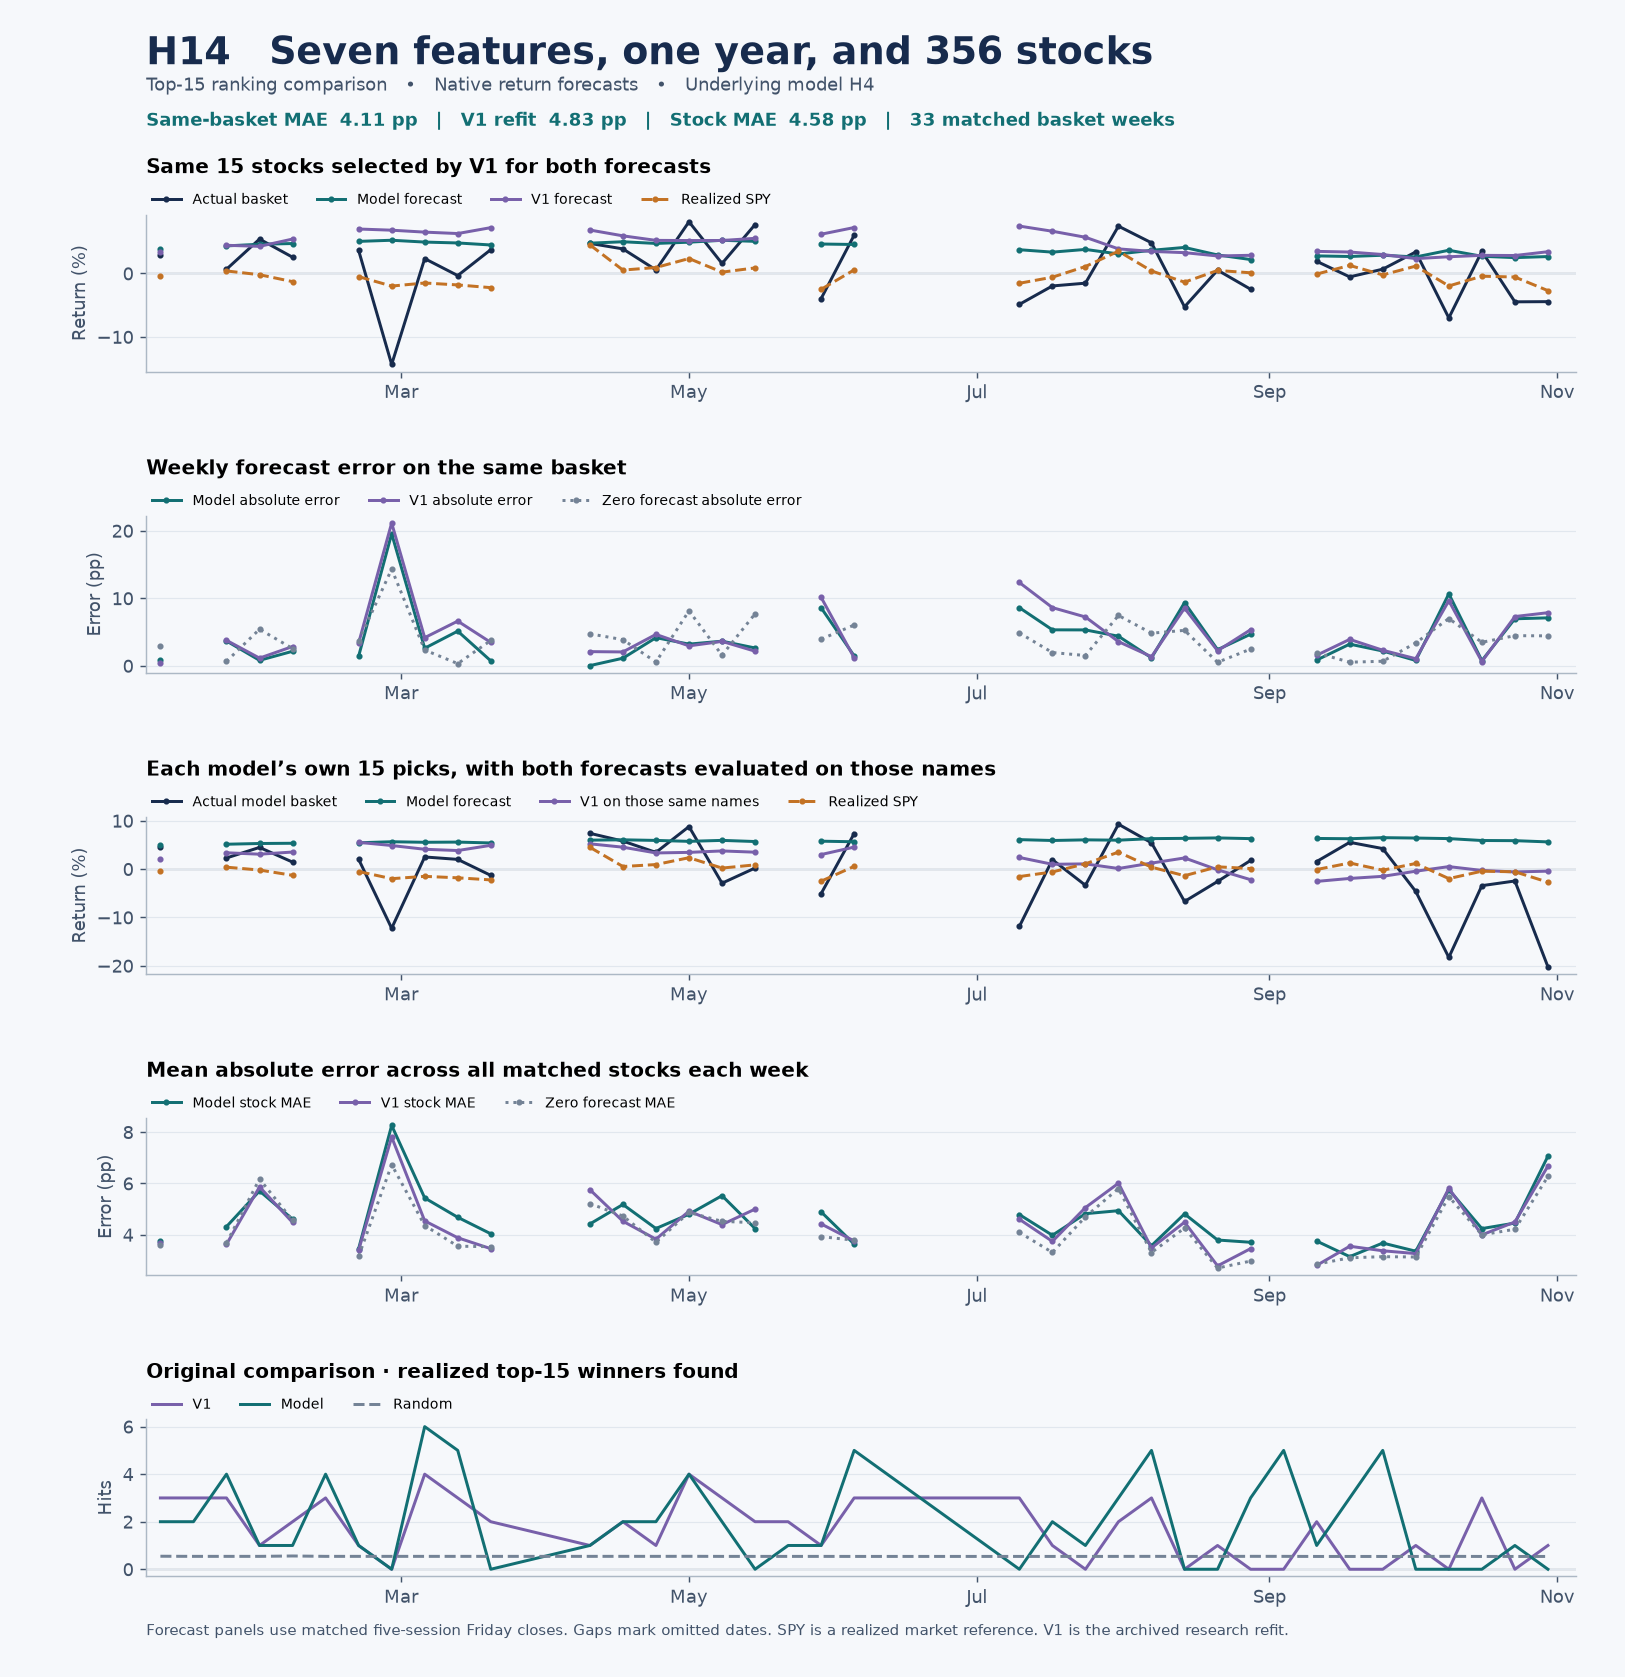 H14 Seven features, one year, and 356 stocks
Top-15 ranking comparison • Native return forecasts • Underlying model H4
Same-basket MAE 4.11 pp | V1 refit 4.83 pp | Stock MAE 4.58 pp | 33 matched basket weeks
Same 15 stocks selected by V1 for both forecasts
Actual basket Model forecast V1 forecast Realized SPY
Return (%)
0
−10
Mar May Jul Sep Nov
Weekly forecast error on the same basket
Model absolute error V1 absolute error Zero forecast absolute error
Error (pp)
20
10
0
Mar May Jul Sep Nov
Each model’s own 15 picks, with both forecasts evaluated on those names
Actual model basket Model forecast V1 on those same names Realized SPY
Return (%)
10
0
−10
−20
Mar May Jul Sep Nov
Mean absolute error across all matched stocks each week
Model stock MAE V1 stock MAE Zero forecast MAE
Error (pp)
8
6
4
Mar May Jul Sep Nov
Original comparison · realized top-15 winners found
V1 Model Random
Hits
6
4
2
0
Mar May Jul Sep Nov
Forecast panels use matched five-session Friday closes. Gaps mark omitted dates. SPY is a realized market reference. V1 is the archived research refit.